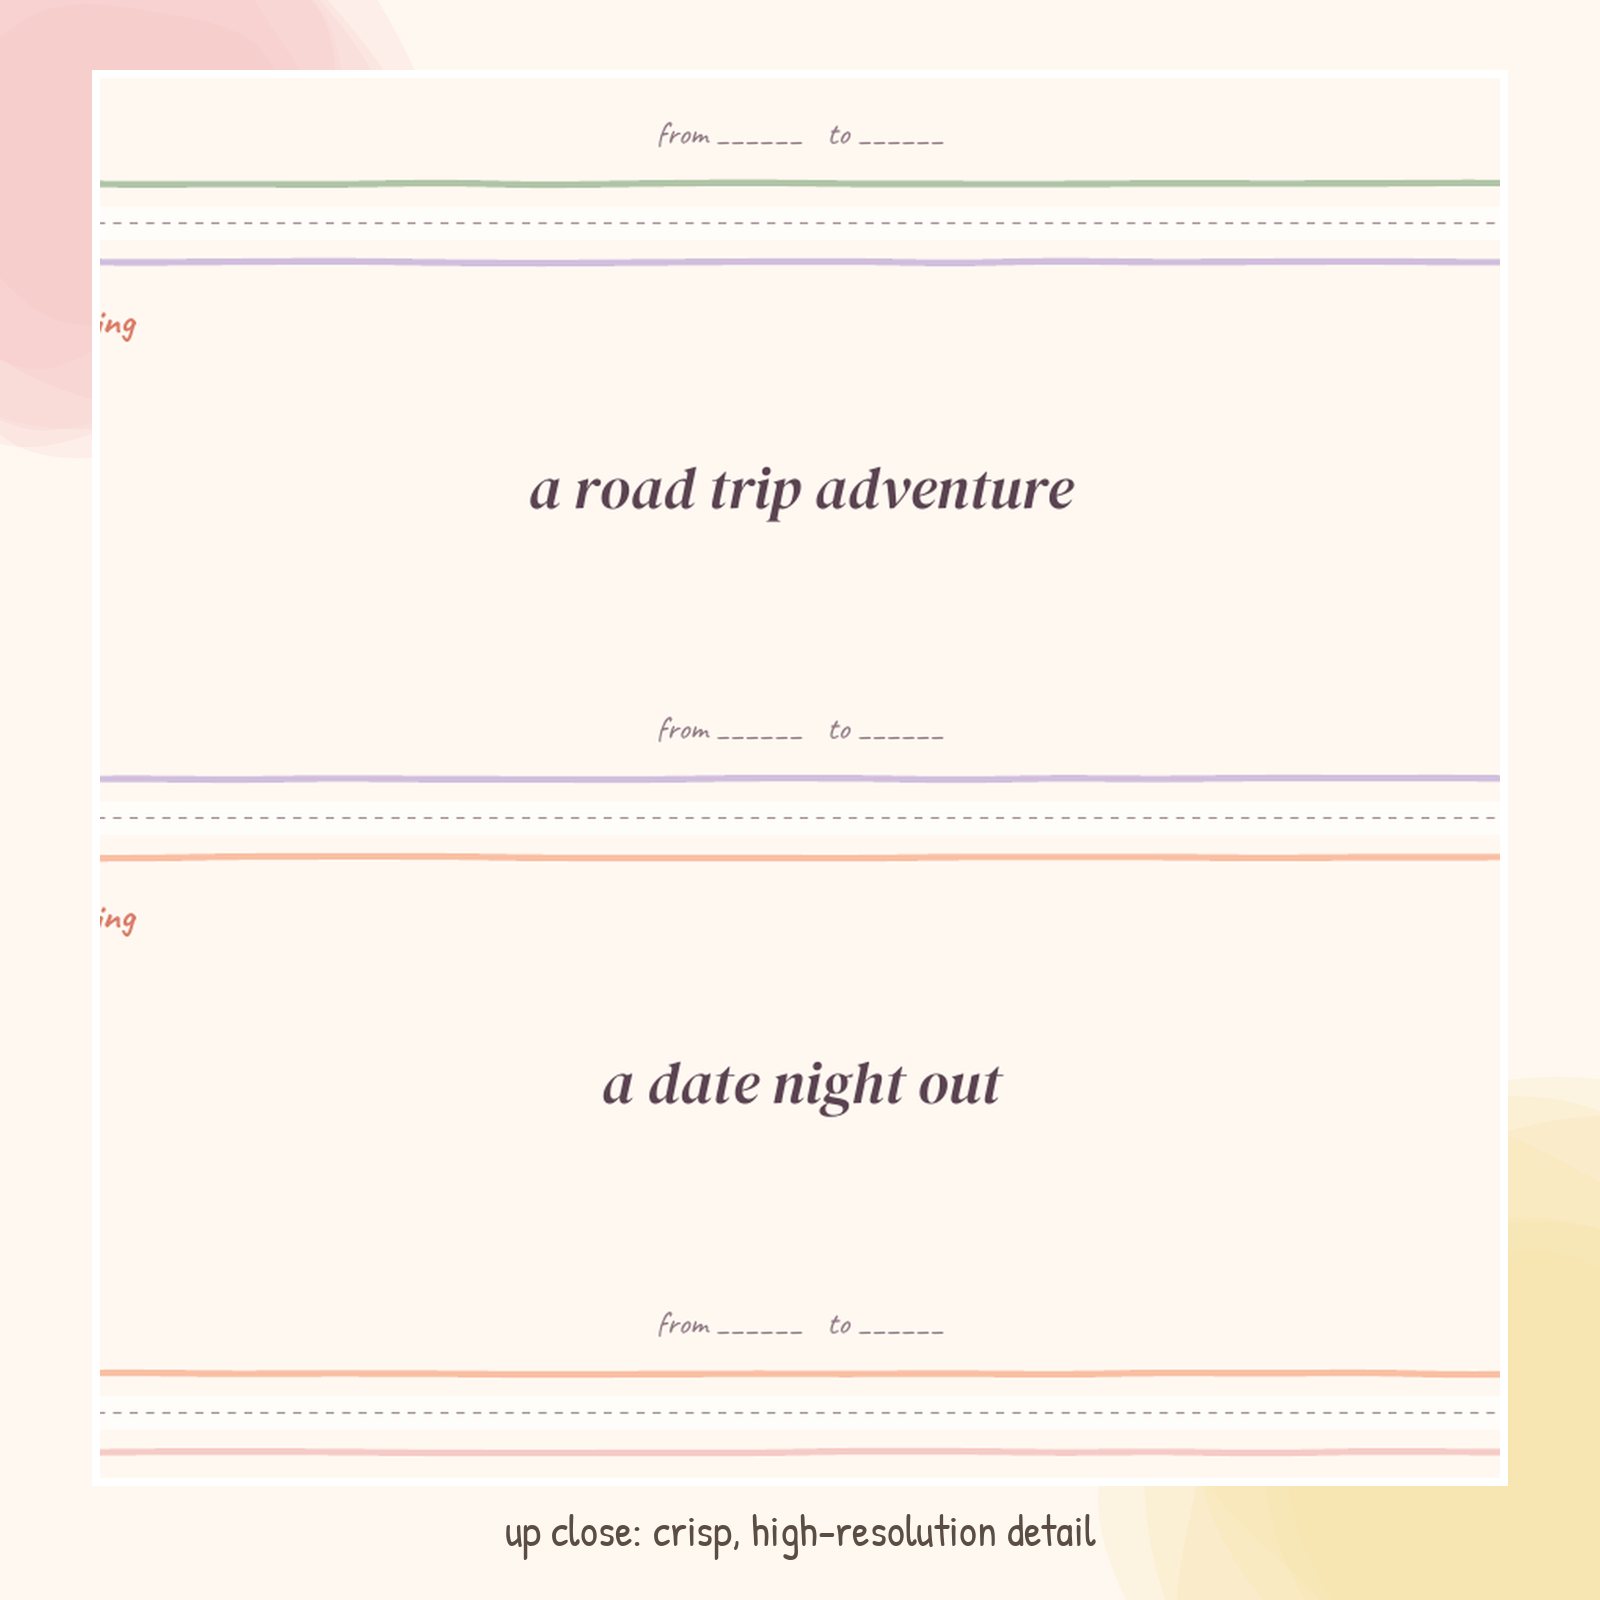 from ______ to ______
ing
a road trip adventure
from ______ to ______
ing
a date night out
from ______ to ______
up close: crisp, high-resolution detail